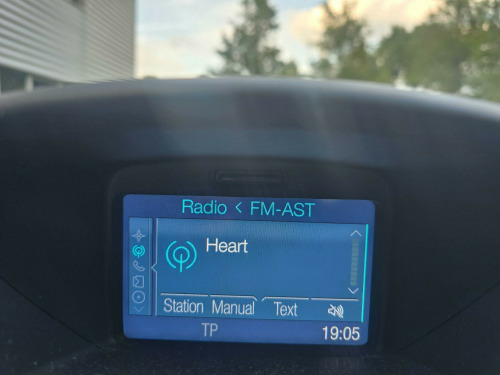 Radio < FM-AST
Heart
Station Manual Text
TP 19:05